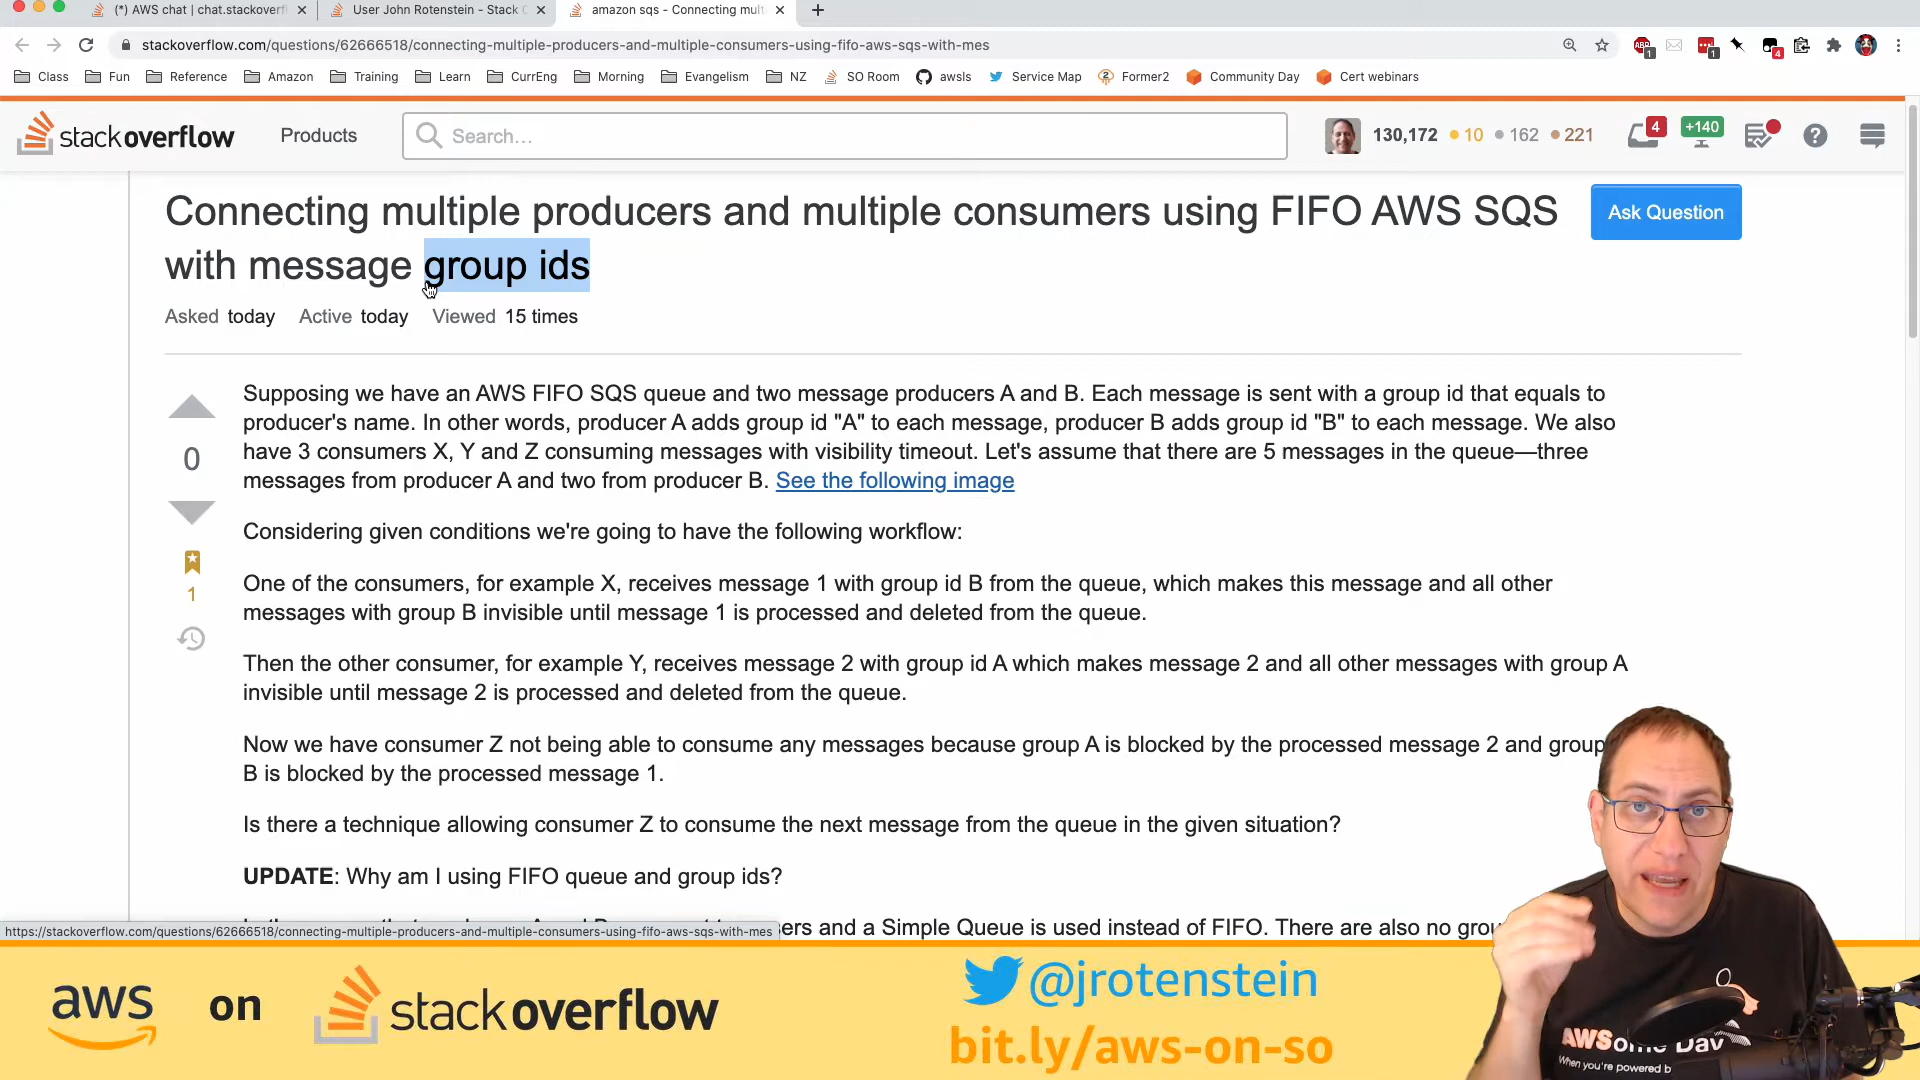 (*) AWS chat | chat.stackoverf
User John Rotenstein - Stack O
amazon sqs - Connecting mult
stackoverflow.com/questions/62666518/connecting-multiple-producers-and-multiple-consumers-using-fifo-aws-sqs-with-mes
ABP 1 1 4
Class Fun Reference Amazon Training Learn CurrEng Morning Evangelism NZ SO Room awsls Service Map Former2 Community Day Cert webinars
stackoverflow Products Search... 130,172 10 162 221 4 +140 ?
Connecting multiple producers and multiple consumers using FIFO AWS SQS
with message group ids
Ask Question
Asked today Active today Viewed 15 times
Supposing we have an AWS FIFO SQS queue and two message producers A and B. Each message is sent with a group id that equals to
producer's name. In other words, producer A adds group id "A" to each message, producer B adds group id "B" to each message. We also
have 3 consumers X, Y and Z consuming messages with visibility timeout. Let's assume that there are 5 messages in the queue—three
messages from producer A and two from producer B. See the following image
0
Considering given conditions we're going to have the following workflow:
1
One of the consumers, for example X, receives message 1 with group id B from the queue, which makes this message and all other
messages with group B invisible until message 1 is processed and deleted from the queue.
Then the other consumer, for example Y, receives message 2 with group id A which makes message 2 and all other messages with group A
invisible until message 2 is processed and deleted from the queue.
Now we have consumer Z not being able to consume any messages because group A is blocked by the processed message 2 and group
B is blocked by the processed message 1.
Is there a technique allowing consumer Z to consume the next message from the queue in the given situation?
UPDATE: Why am I using FIFO queue and group ids?
ers and a Simple Queue is used instead of FIFO. There are also no grou
https://stackoverflow.com/questions/62666518/connecting-multiple-producers-and-multiple-consumers-using-fifo-aws-sqs-with-mes
aws on stackoverflow
@jrotenstein
bit.ly/aws-on-so
AWSome Day
When you're powered b